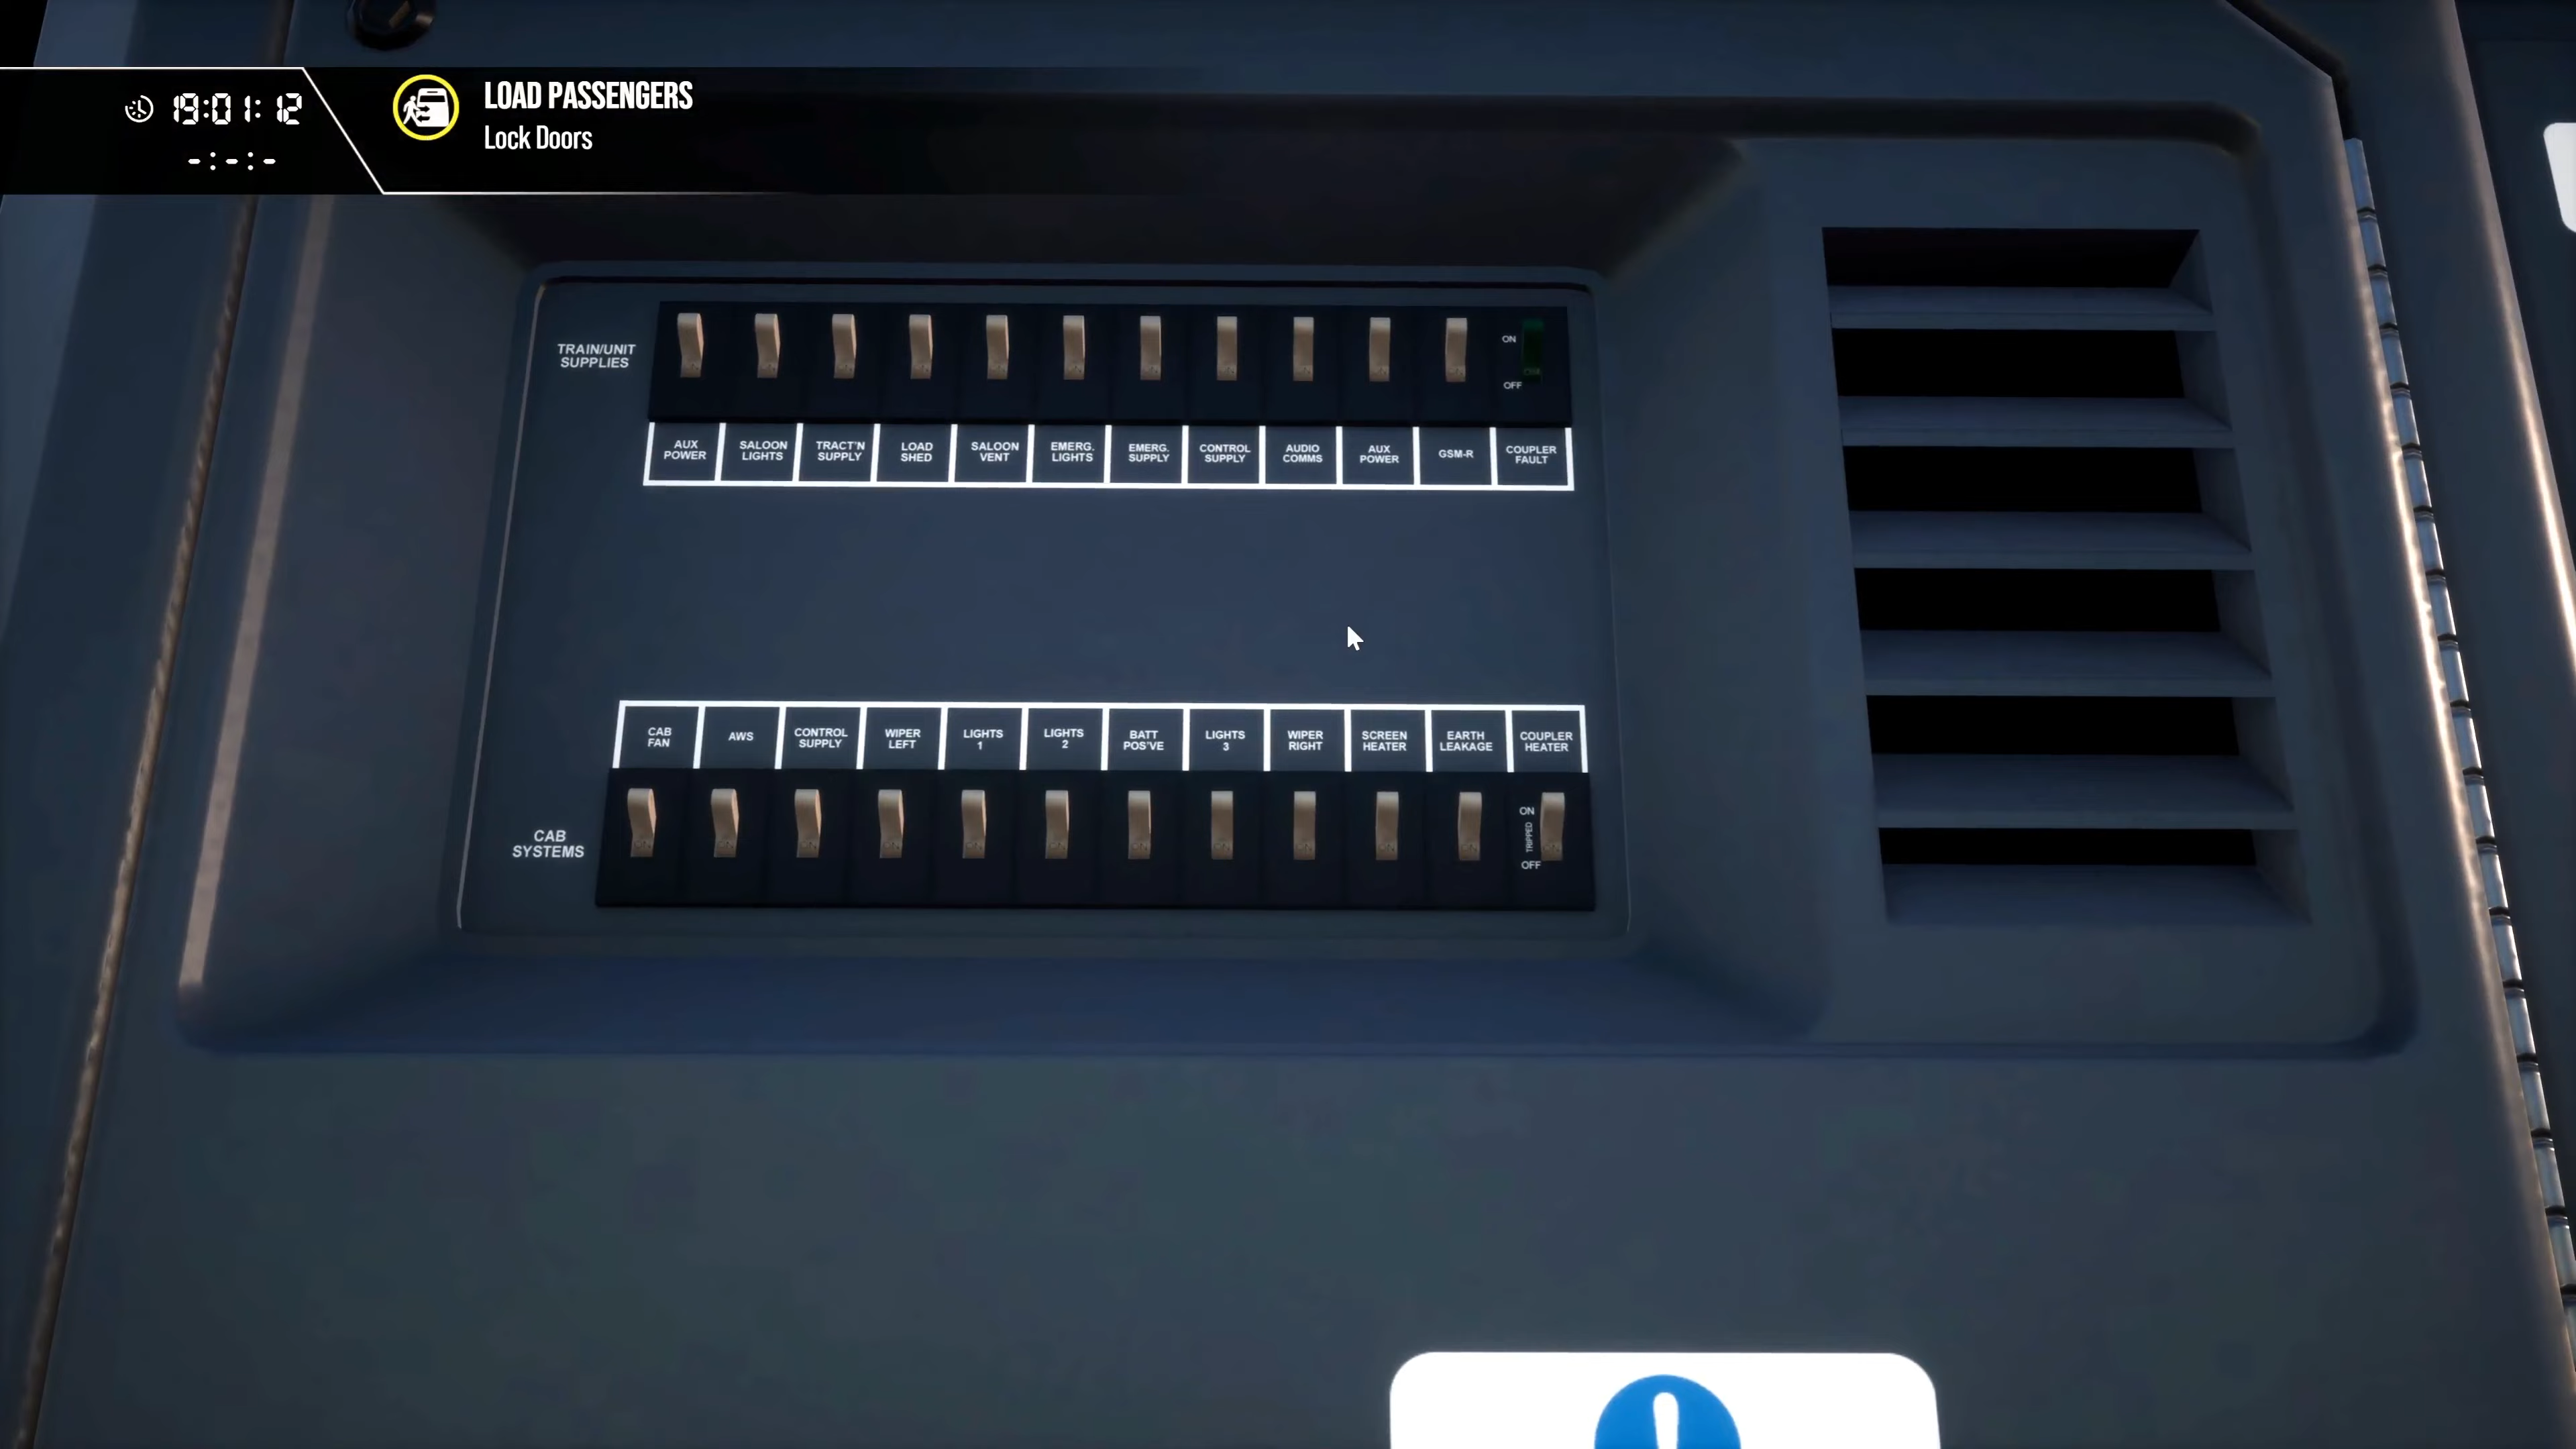 19:01:12
-:-:-
LOAD PASSENGERS
Lock Doors
TRAIN/UNIT
SUPPLIES
ON
OFF
AUX
POWER
SALOON
LIGHTS
TRACT'N
SUPPLY
LOAD
SHED
SALOON
VENT
EMERG.
LIGHTS
EMERG.
SUPPLY
CONTROL
SUPPLY
AUDIO
COMMS
AUX
POWER
GSM-R
COUPLER
FAULT
CAB
FAN
AWS
CONTROL
SUPPLY
WIPER
LEFT
LIGHTS
1
LIGHTS
2
BATT
POS'VE
LIGHTS
3
WIPER
RIGHT
SCREEN
HEATER
EARTH
LEAKAGE
COUPLER
HEATER
CAB
SYSTEMS
ON
TRIPPED
OFF